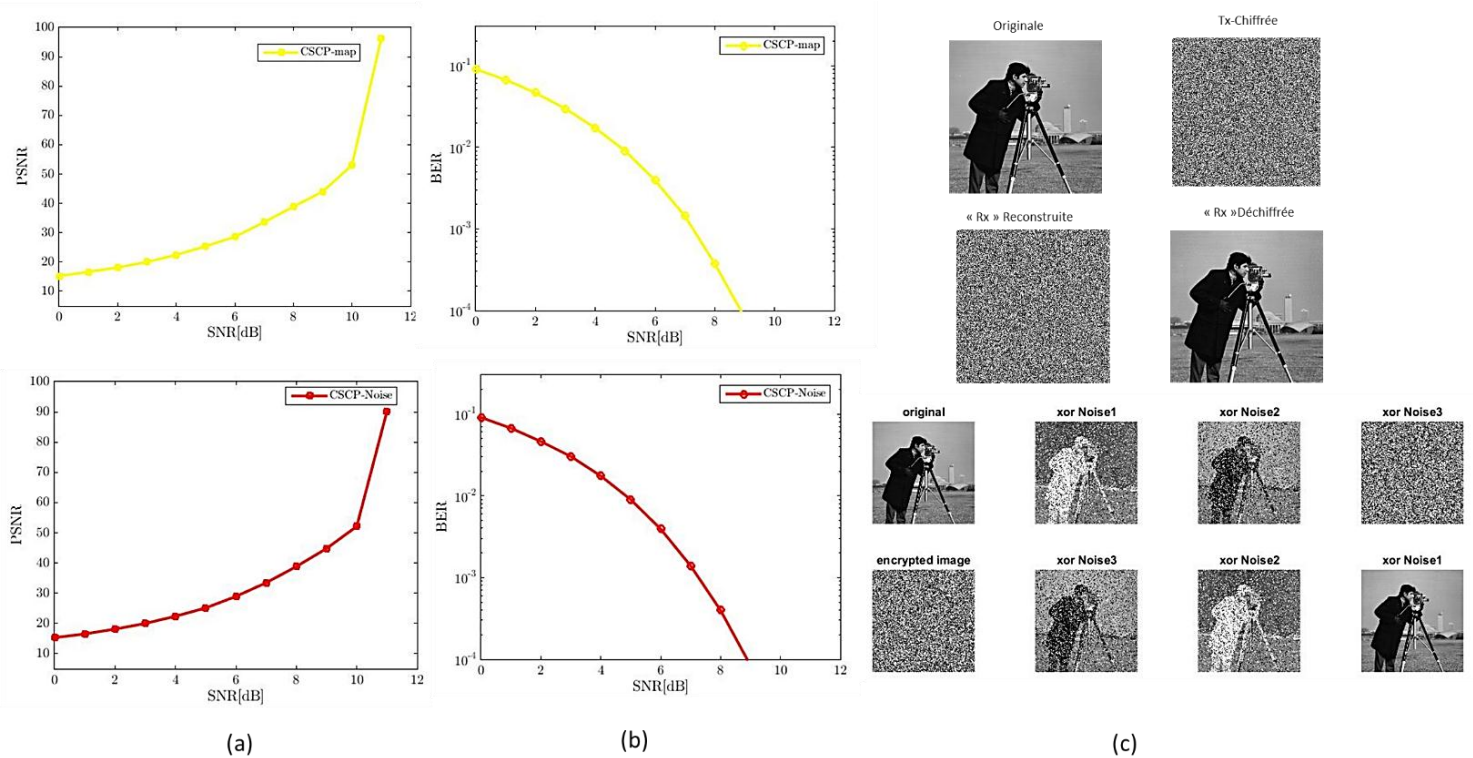 100
90
80
70
60
50
40
30
20
10
PSNR
CSCP-map
0 2 4 6 8 10 12
SNR[dB]
10-1
10-2
10-3
10-4
BER
CSCP-map
0 2 4 6 8 10 12
SNR[dB]
Originale
Tx-Chiffrée
« Rx » Reconstruite
« Rx »Déchiffrée
100
90
80
70
60
50
40
30
20
10
PSNR
CSCP-Noise
0 2 4 6 8 10 12
SNR[dB]
10-1
10-2
10-3
10-4
BER
CSCP-Noise
0 2 4 6 8 10 12
SNR[dB]
original xor Noise1 xor Noise2 xor Noise3
encrypted image xor Noise3 xor Noise2 xor Noise1
(a) (b) (c)